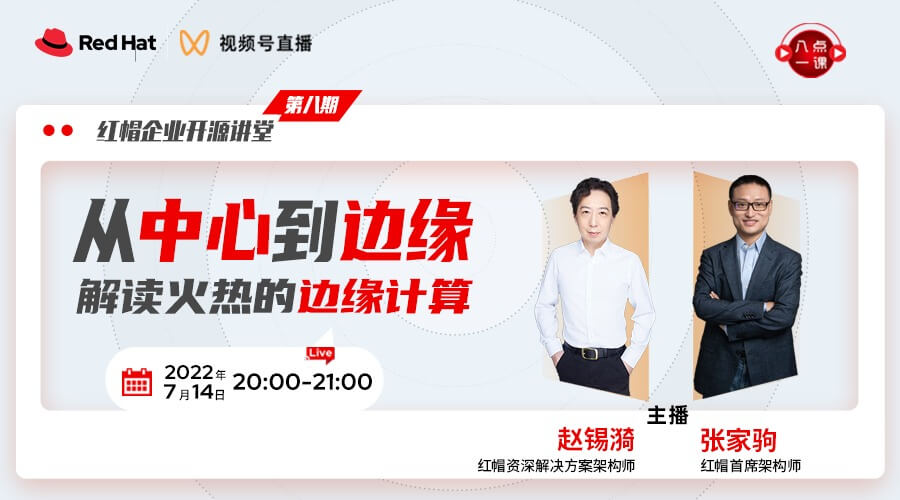 Red Hat
视频号直播
八点
一课
第八期
红帽企业开源讲堂
从中心到边缘
解读火热的边缘计算
Live
2022年
7月14日
20:00-21:00
主播
赵锡漪
张家驹
红帽资深解决方案架构师
红帽首席架构师